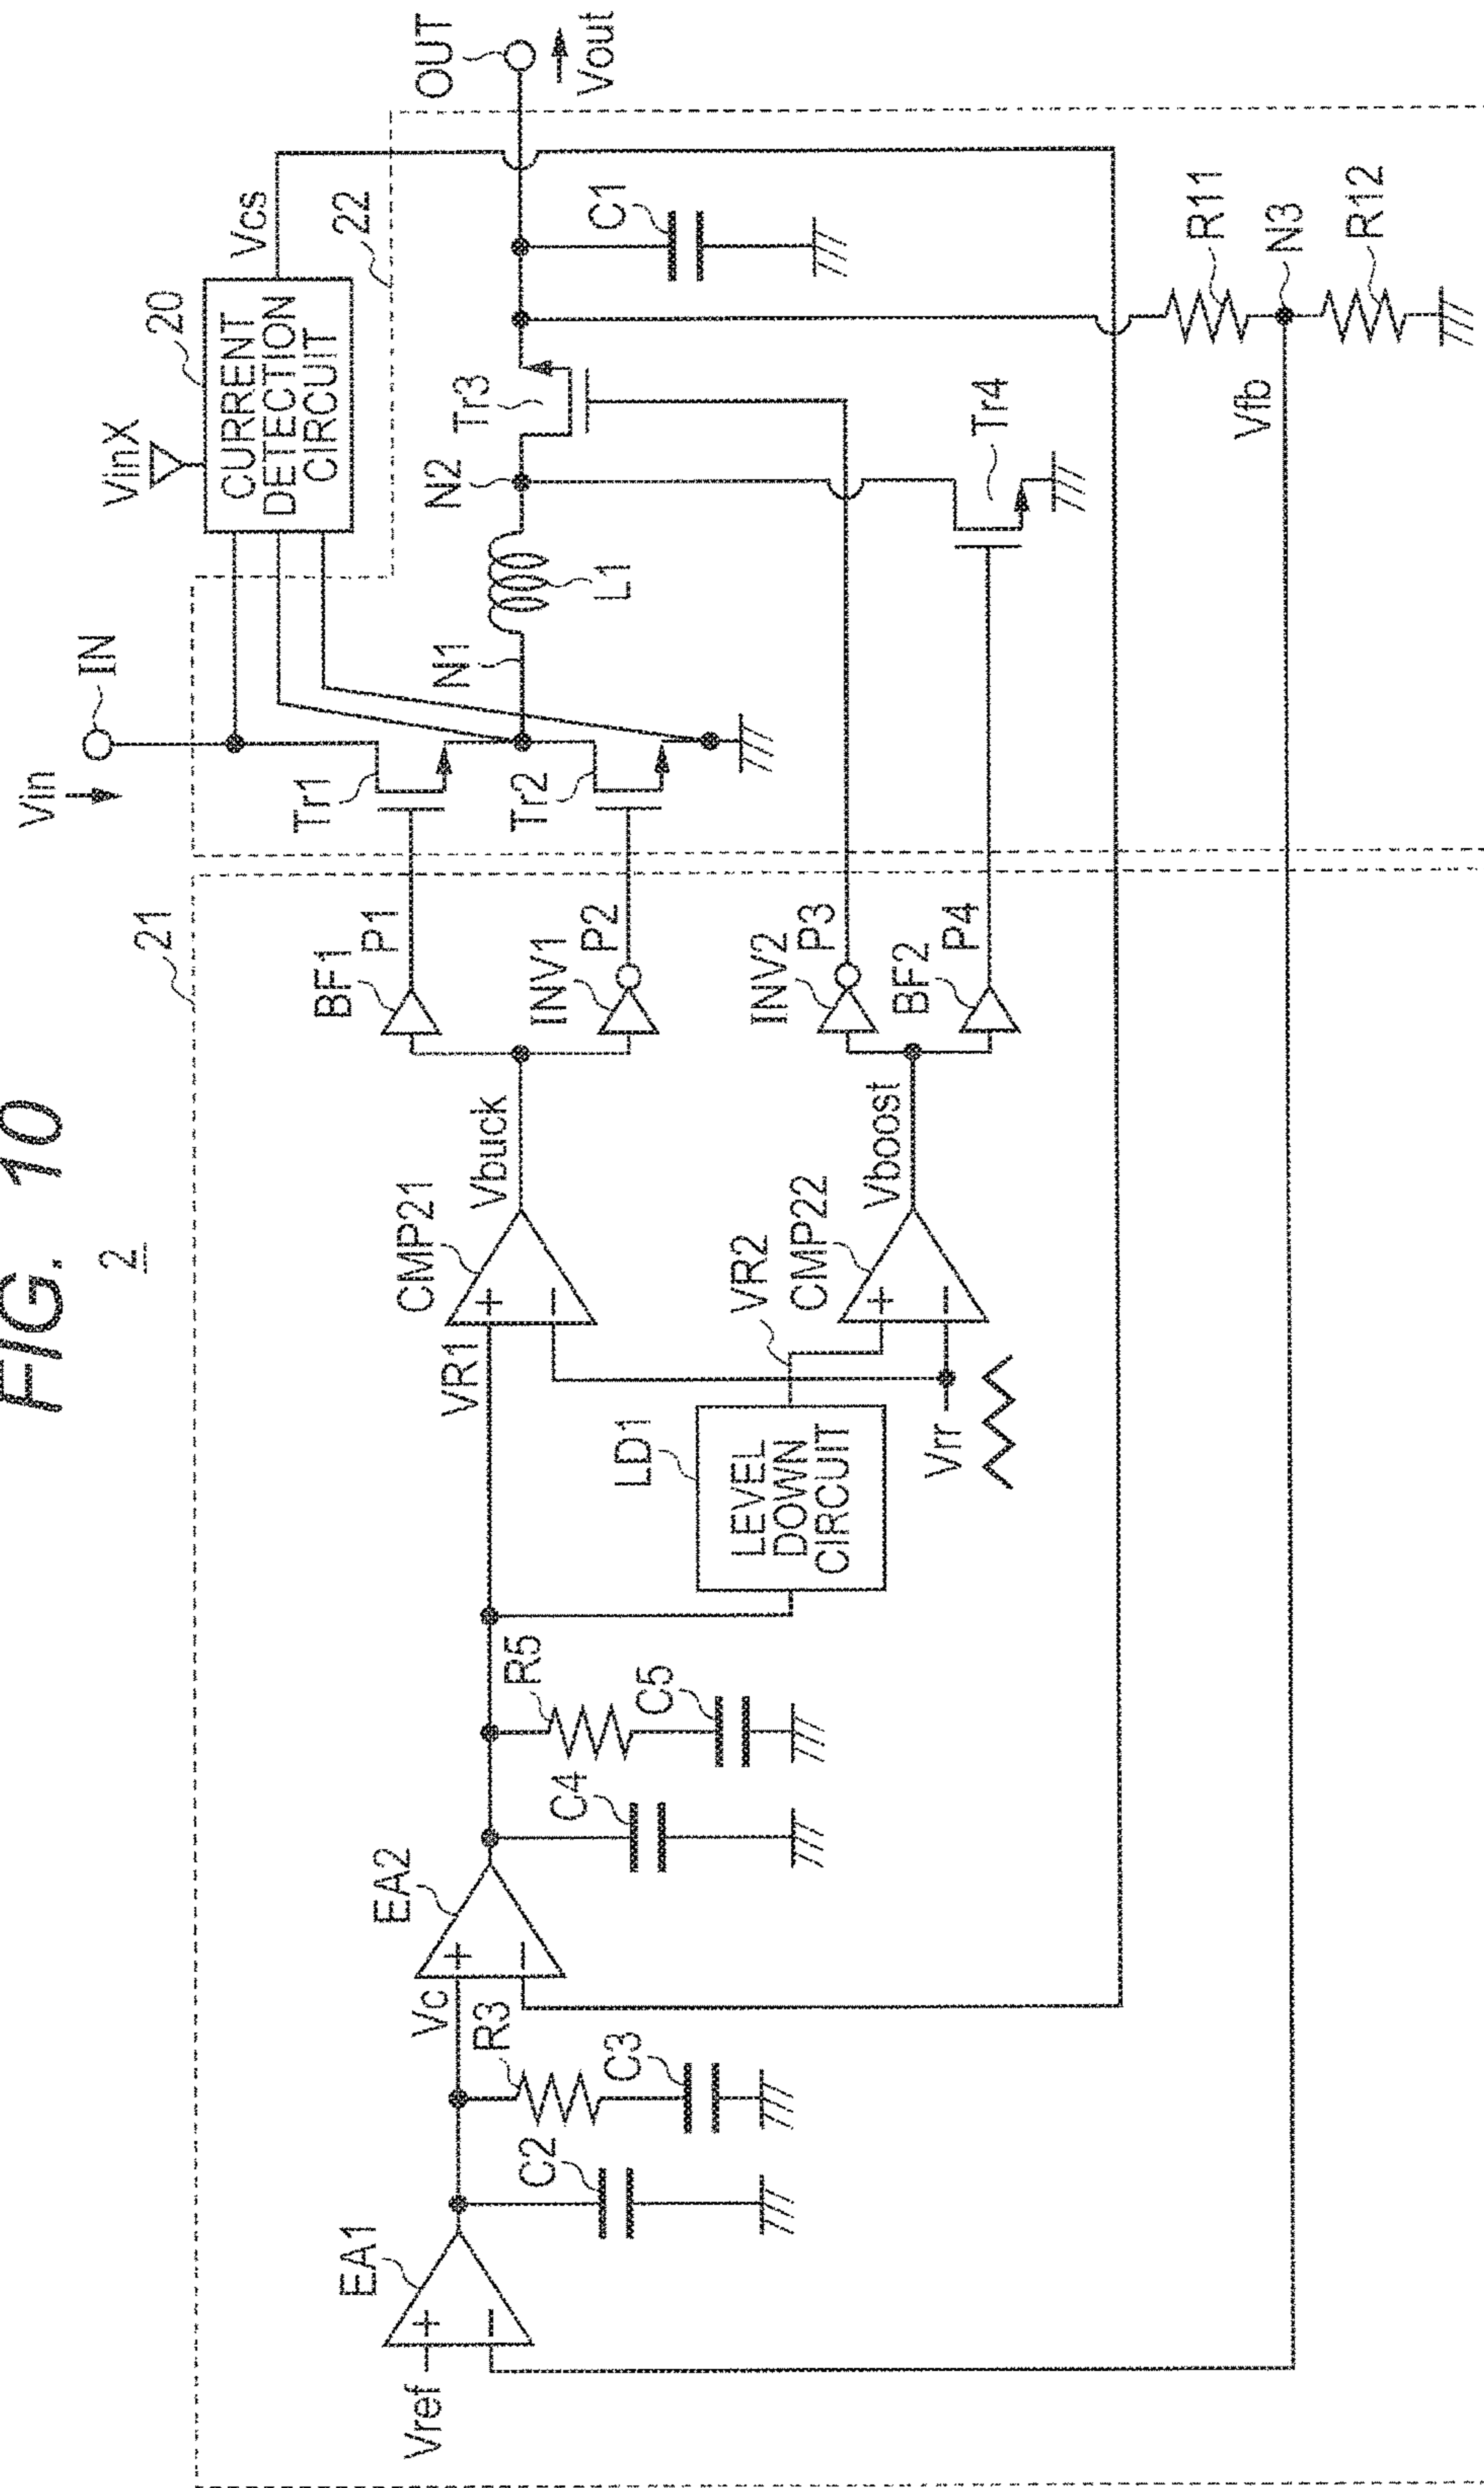 FIG. 10
2
Vin
IN
VinX
20
CURRENT
DETECTION
CIRCUIT
Vcs
22
OUT
Vout
21
Tr1
Tr2
N1
L1
N2
Tr3
C1
Tr4
R11
N3
R12
Vfb
BF1
P1
INV1
P2
INV2
P3
BF2
P4
Vbuck
Vboost
CMP21
+
−
VR1
VR2
CMP22
+
−
LD1
LEVEL
DOWN
CIRCUIT
Vrr
R5
C5
C4
EA2
+
−
Vc
R3
C3
C2
EA1
+
−
Vref